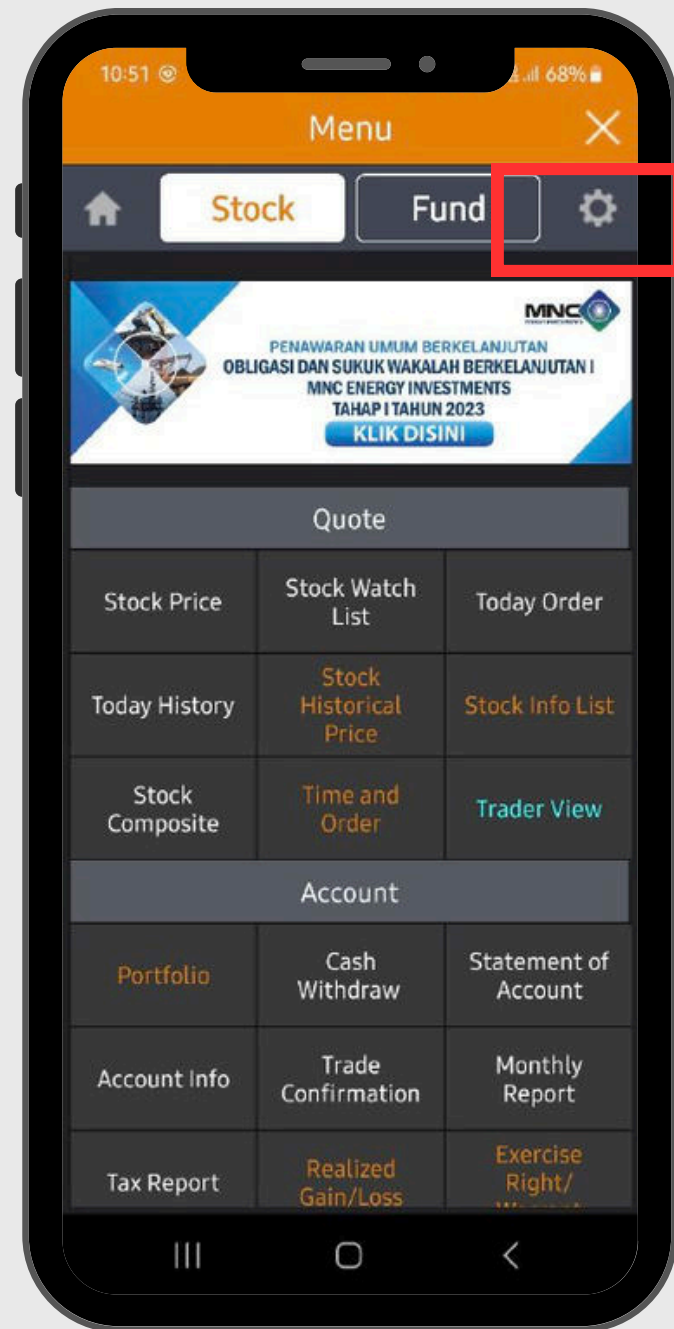 10:51
68%
Menu
Stock
Fund
MNC
PENAWARAN UMUM BERKELANJUTAN
OBLIGASI DAN SUKUK WAKALAH BERKELANJUTAN I
MNC ENERGY INVESTMENTS
TAHAP I TAHUN 2023
KLIK DISINI
Quote
Stock Price
Stock Watch
List
Today Order
Today History
Stock
Historical
Price
Stock Info List
Stock
Composite
Time and
Order
Trader View
Account
Portfolio
Cash
Withdraw
Statement of
Account
Account Info
Trade
Confirmation
Monthly
Report
Tax Report
Realized
Gain/Loss
Exercise
Right/